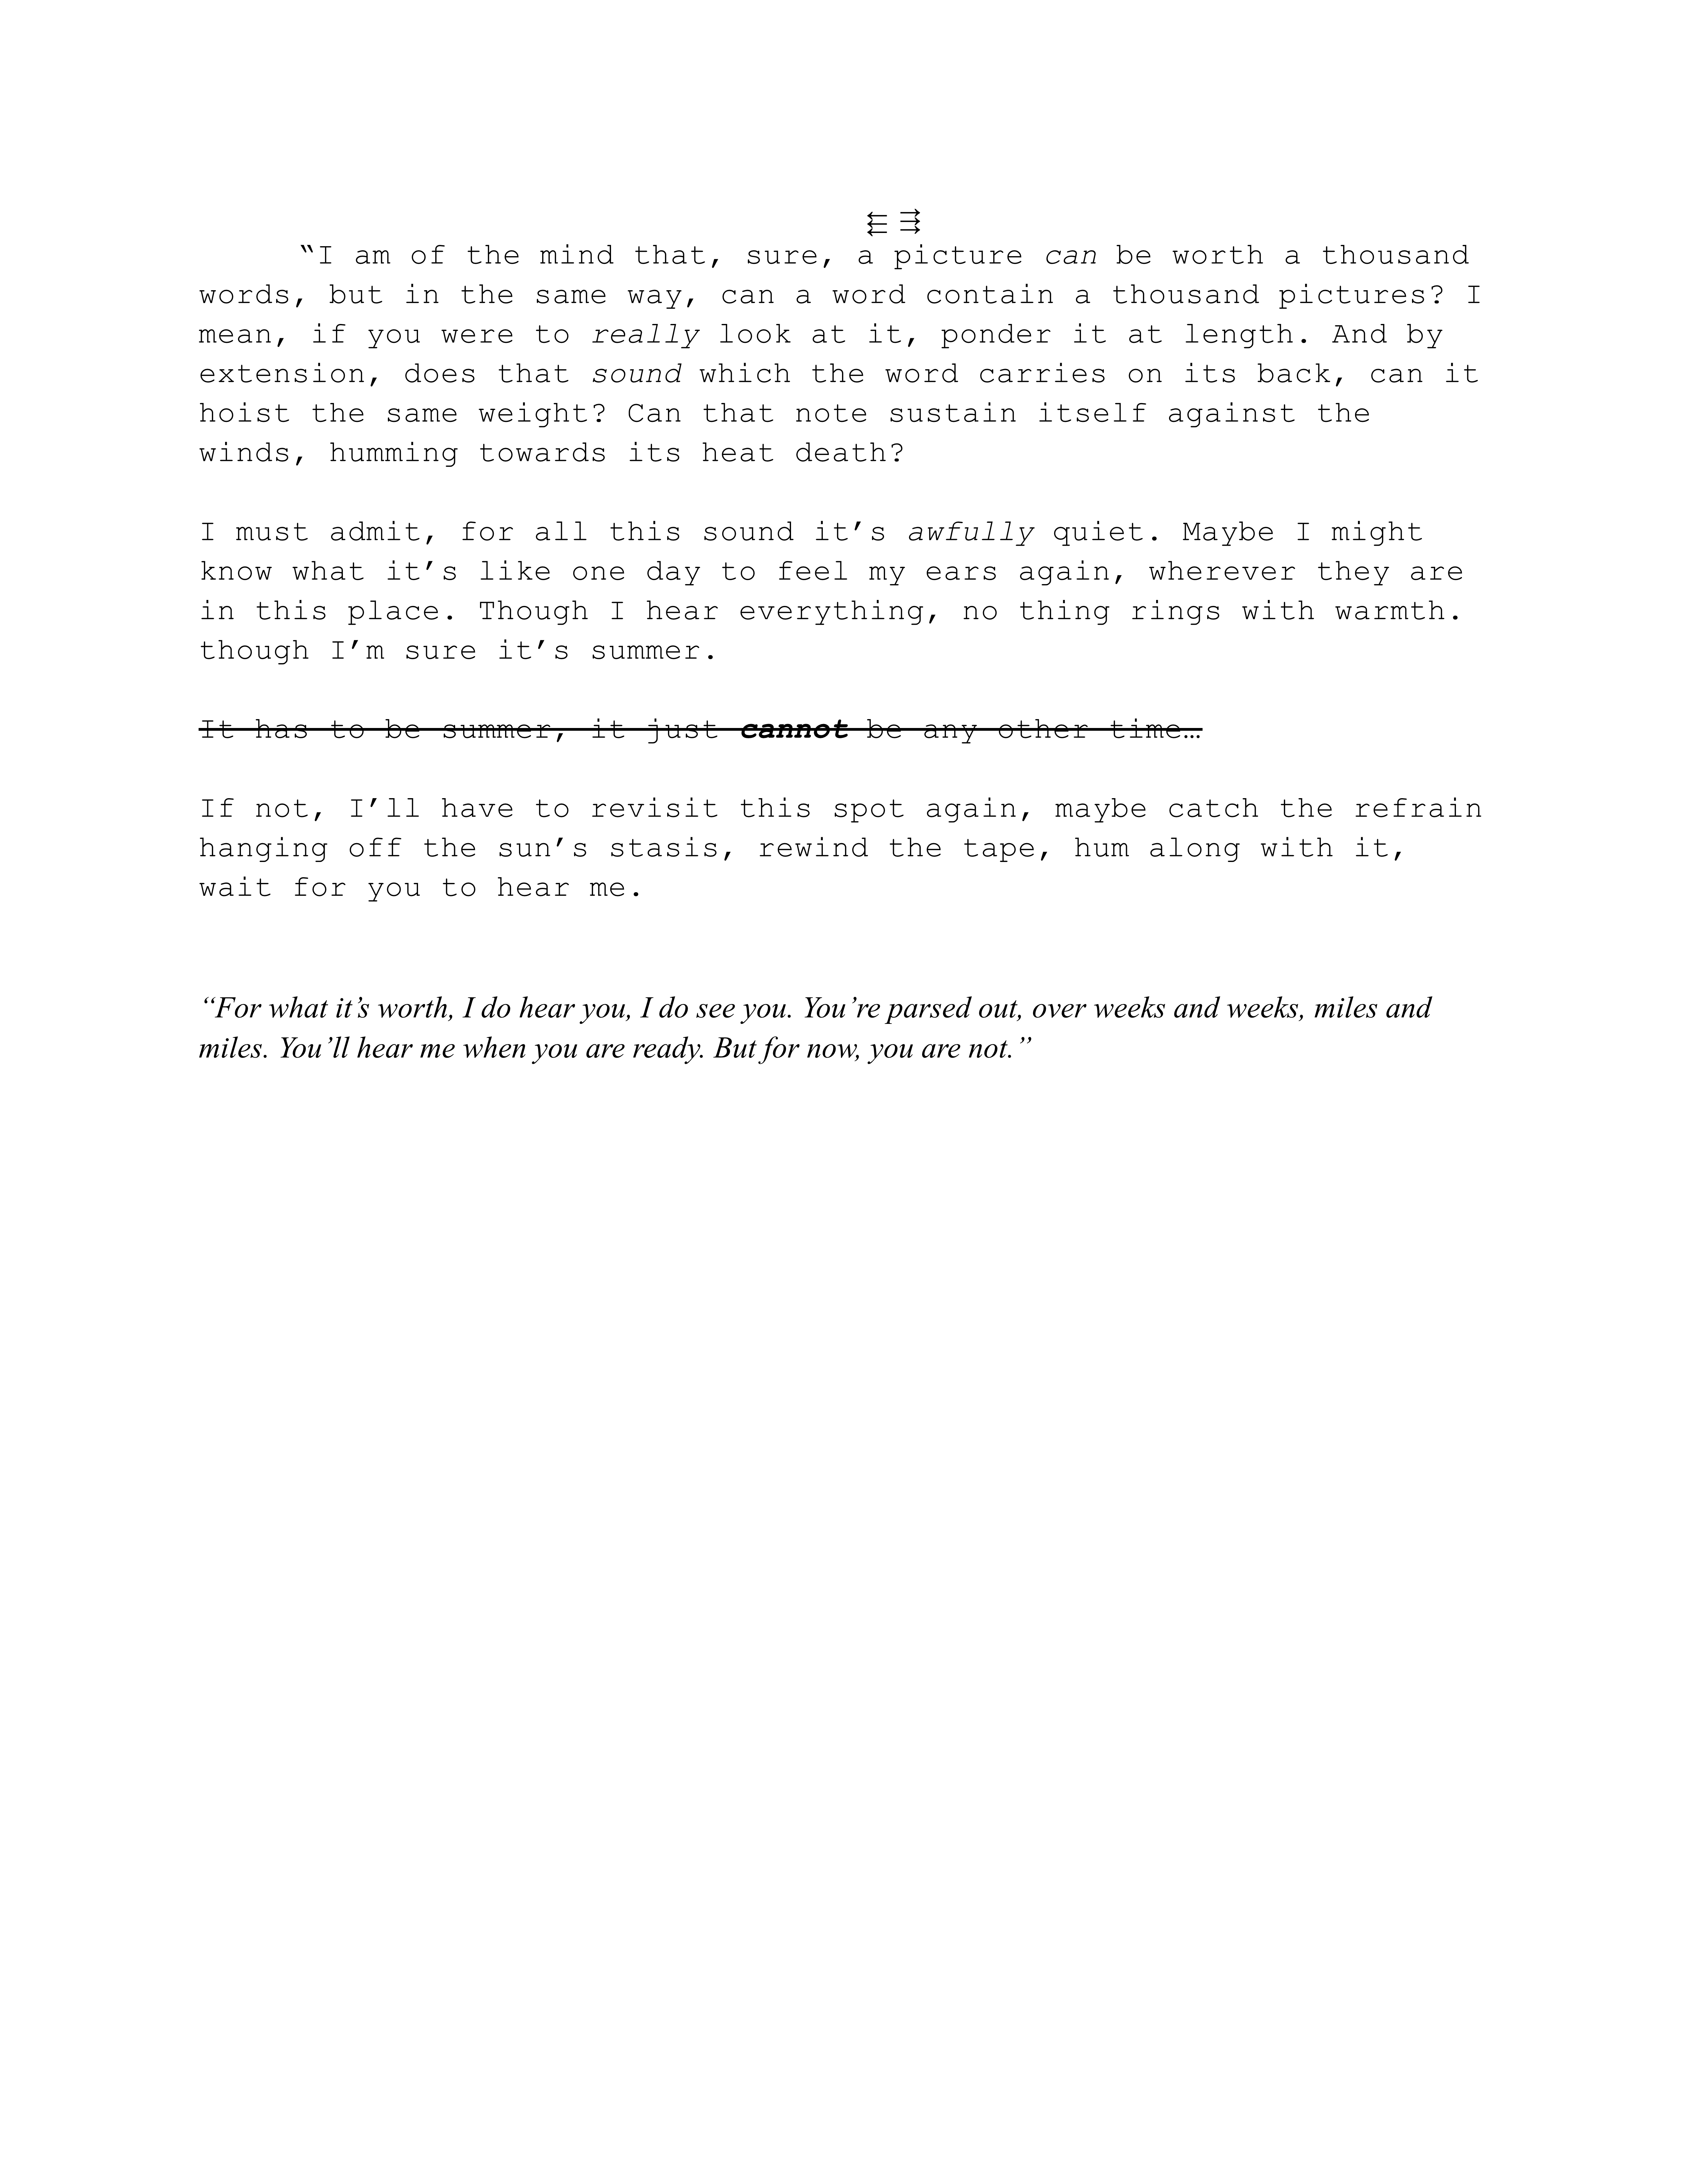 ⇇ ⇉
“I am of the mind that, sure, a picture can be worth a thousand
words, but in the same way, can a word contain a thousand pictures? I
mean, if you were to really look at it, ponder it at length. And by
extension, does that sound which the word carries on its back, can it
hoist the same weight? Can that note sustain itself against the
winds, humming towards its heat death?
I must admit, for all this sound it’s awfully quiet. Maybe I might
know what it’s like one day to feel my ears again, wherever they are
in this place. Though I hear everything, no thing rings with warmth.
though I’m sure it’s summer.
It has to be summer, it just cannot be any other time…
If not, I’ll have to revisit this spot again, maybe catch the refrain
hanging off the sun’s stasis, rewind the tape, hum along with it,
wait for you to hear me.
“For what it’s worth, I do hear you, I do see you. You’re parsed out, over weeks and weeks, miles and
miles. You’ll hear me when you are ready. But for now, you are not.”